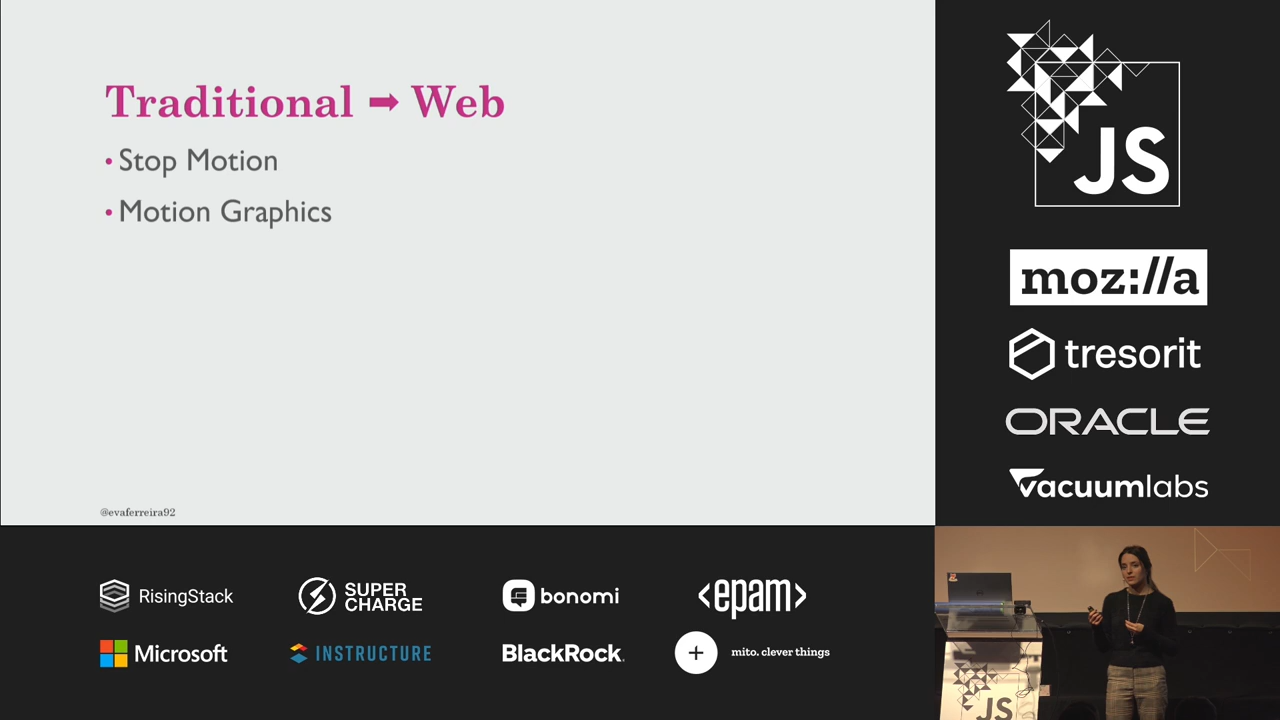 Traditional ➡ Web
• Stop Motion
• Motion Graphics
@evaferreira92
JS
moz://a
tresorit
ORACLE
vacuumlabs
RisingStack
SUPER
CHARGE
bonomi
<epam>
Microsoft
INSTRUCTURE
BlackRock.
+
mito. clever things
JS